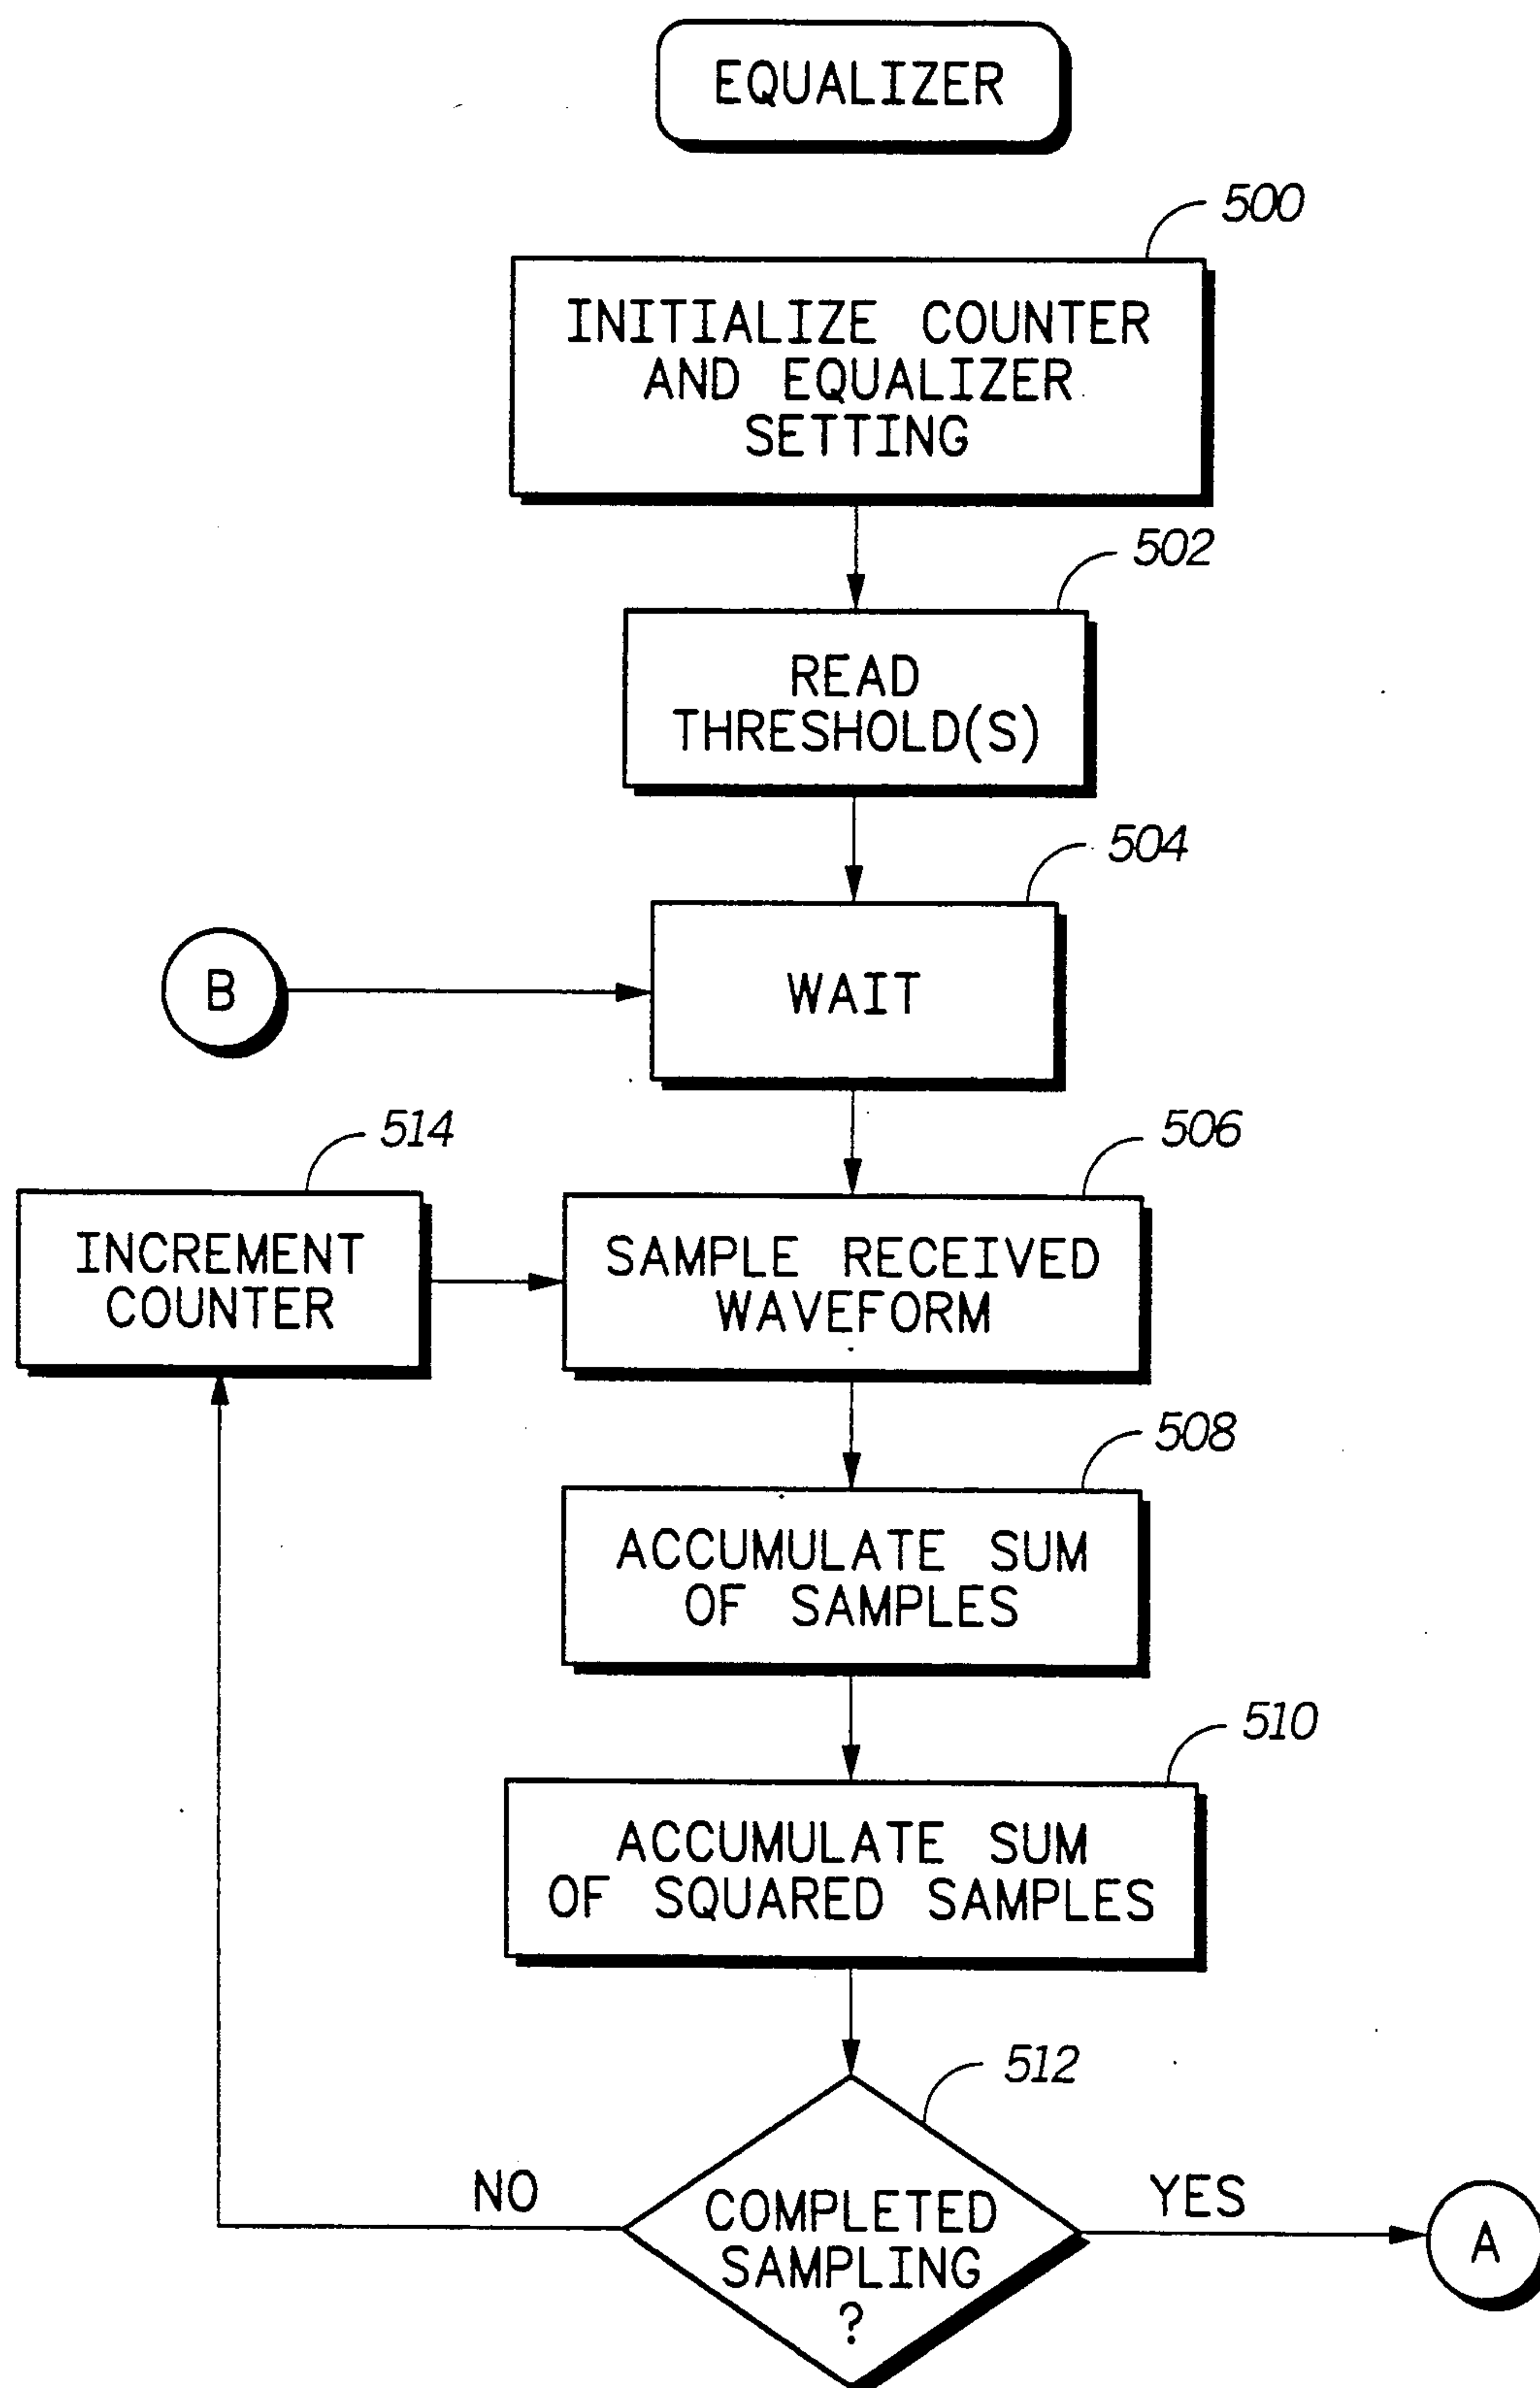 EQUALIZER
500
INITIALIZE COUNTER
AND EQUALIZER
SETTING
502
READ
THRESHOLD(S)
504
B
WAIT
514
506
INCREMENT
COUNTER
SAMPLE RECEIVED
WAVEFORM
508
ACCUMULATE SUM
OF SAMPLES
510
ACCUMULATE SUM
OF SQUARED SAMPLES
512
NO
YES
COMPLETED
SAMPLING
?
A